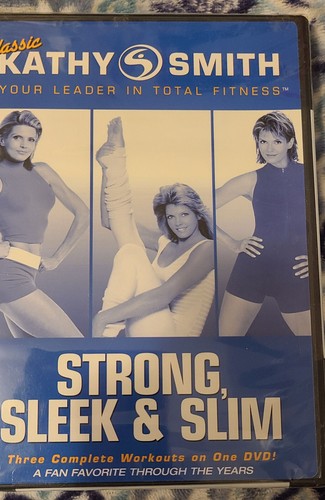 Classic
KATHY SMITH
YOUR LEADER IN TOTAL FITNESS™
STRONG,
SLEEK & SLIM
Three Complete Workouts on One DVD!
A FAN FAVORITE THROUGH THE YEARS